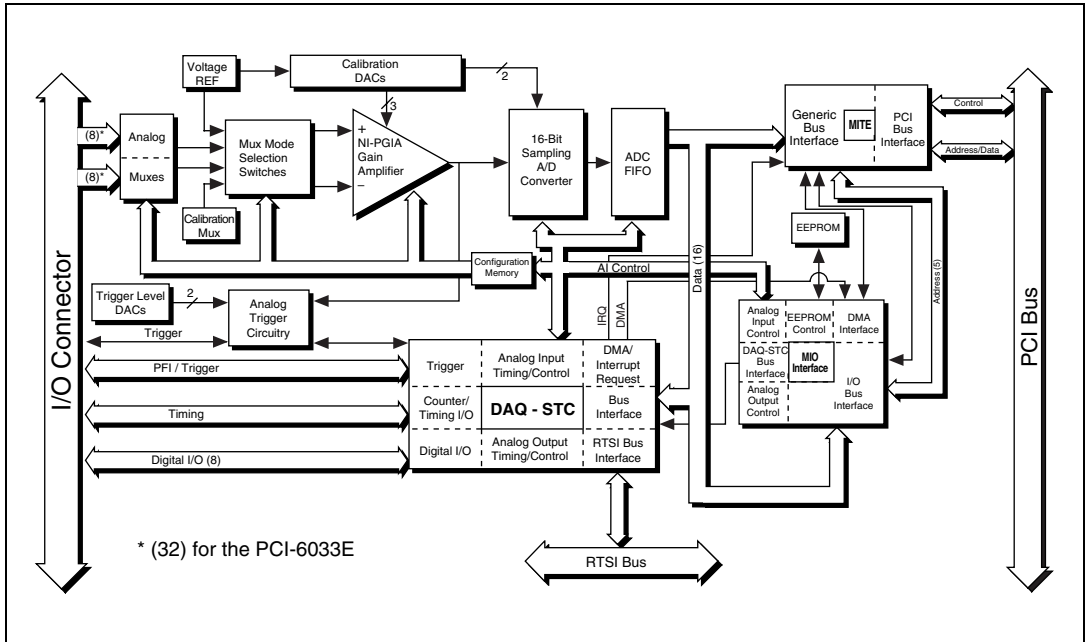 I/O Connector
(8)*
(8)*
Analog
Muxes
Voltage
REF
Calibration
DACs
2
3
Mux Mode
Selection
Switches
Calibration
Mux
+
NI-PGIA
Gain
Amplifier
–
16-Bit
Sampling
A/D
Converter
ADC
FIFO
Generic
Bus
Interface
MITE
PCI
Bus
Interface
Control
Address/Data
PCI Bus
EEPROM
Address (5)
Data (16)
Configuration
Memory
AI Control
IRQ
DMA
Trigger Level
DACs
2
Analog
Trigger
Circuitry
Trigger
PFI / Trigger
Timing
Digital I/O (8)
Trigger
Analog Input
Timing/Control
DMA/
Interrupt
Request
Counter/
Timing I/O
DAQ - STC
Bus
Interface
Digital I/O
Analog Output
Timing/Control
RTSI Bus
Interface
Analog
Input
Control
EEPROM
Control
DMA
Interface
DAQ-STC
Bus
Interface
MIO
Interface
Analog
Output
Control
I/O
Bus
Interface
* (32) for the PCI-6033E
RTSI Bus